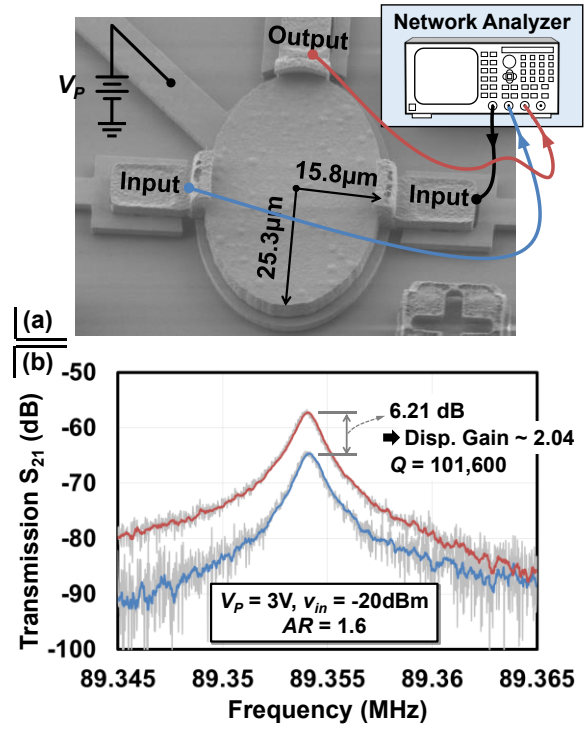 Network Analyzer
Output
V_P
Input
15.8μm
Input
25.3μm
(a)
(b)
Transmission S₂₁ (dB)
-50
-60
-70
-80
-90
-100
6.21 dB
➡ Disp. Gain ~ 2.04
Q = 101,600
V_P = 3V, v_in = -20dBm
AR = 1.6
89.345
89.35
89.355
89.36
89.365
Frequency (MHz)